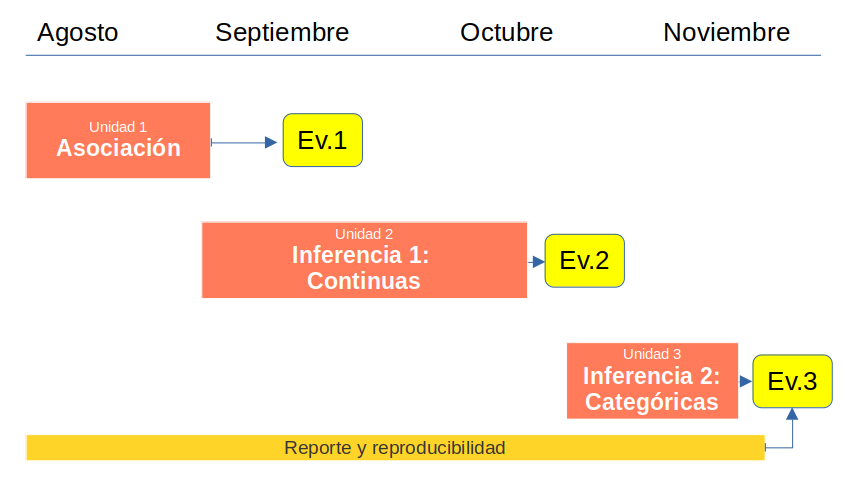 Agosto Septiembre Octubre Noviembre
Unidad 1
Asociación
Ev.1
Unidad 2
Inferencia 1:
Continuas
Ev.2
Unidad 3
Inferencia 2:
Categóricas
Ev.3
Reporte y reproducibilidad